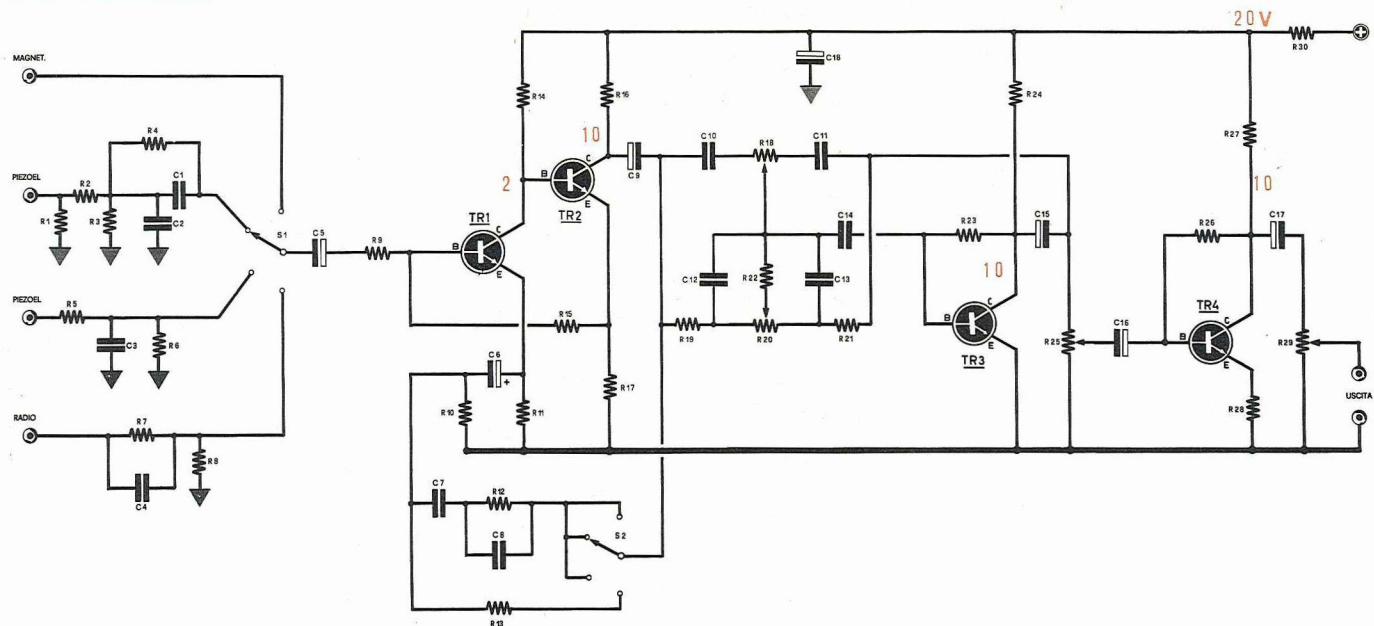 20 V
R30
MAGNET.
C18
R14
R16
R24
R27
R4
10
C10
R18
C11
C9
PIEZOEL
R2
C1
R1
R3
C2
S1
2
B
C
E
TR2
10
TR1
B
C
E
C5
R9
C14
R23
C15
R26
C17
C12
R22
C13
10
PIEZOEL
R5
C3
R6
R15
R19
R20
R21
B
C
E
TR3
R25
C16
TR4
B
C
E
R29
C6
+
R17
R10
R11
R28
USCITA
RADIO
R7
R8
C4
C7
R12
C8
S2
R13